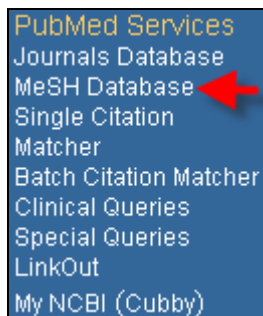 PubMed Services
Journals Database
MeSH Database
Single Citation
Matcher
Batch Citation Matcher
Clinical Queries
Special Queries
LinkOut
My NCBI (Cubby)